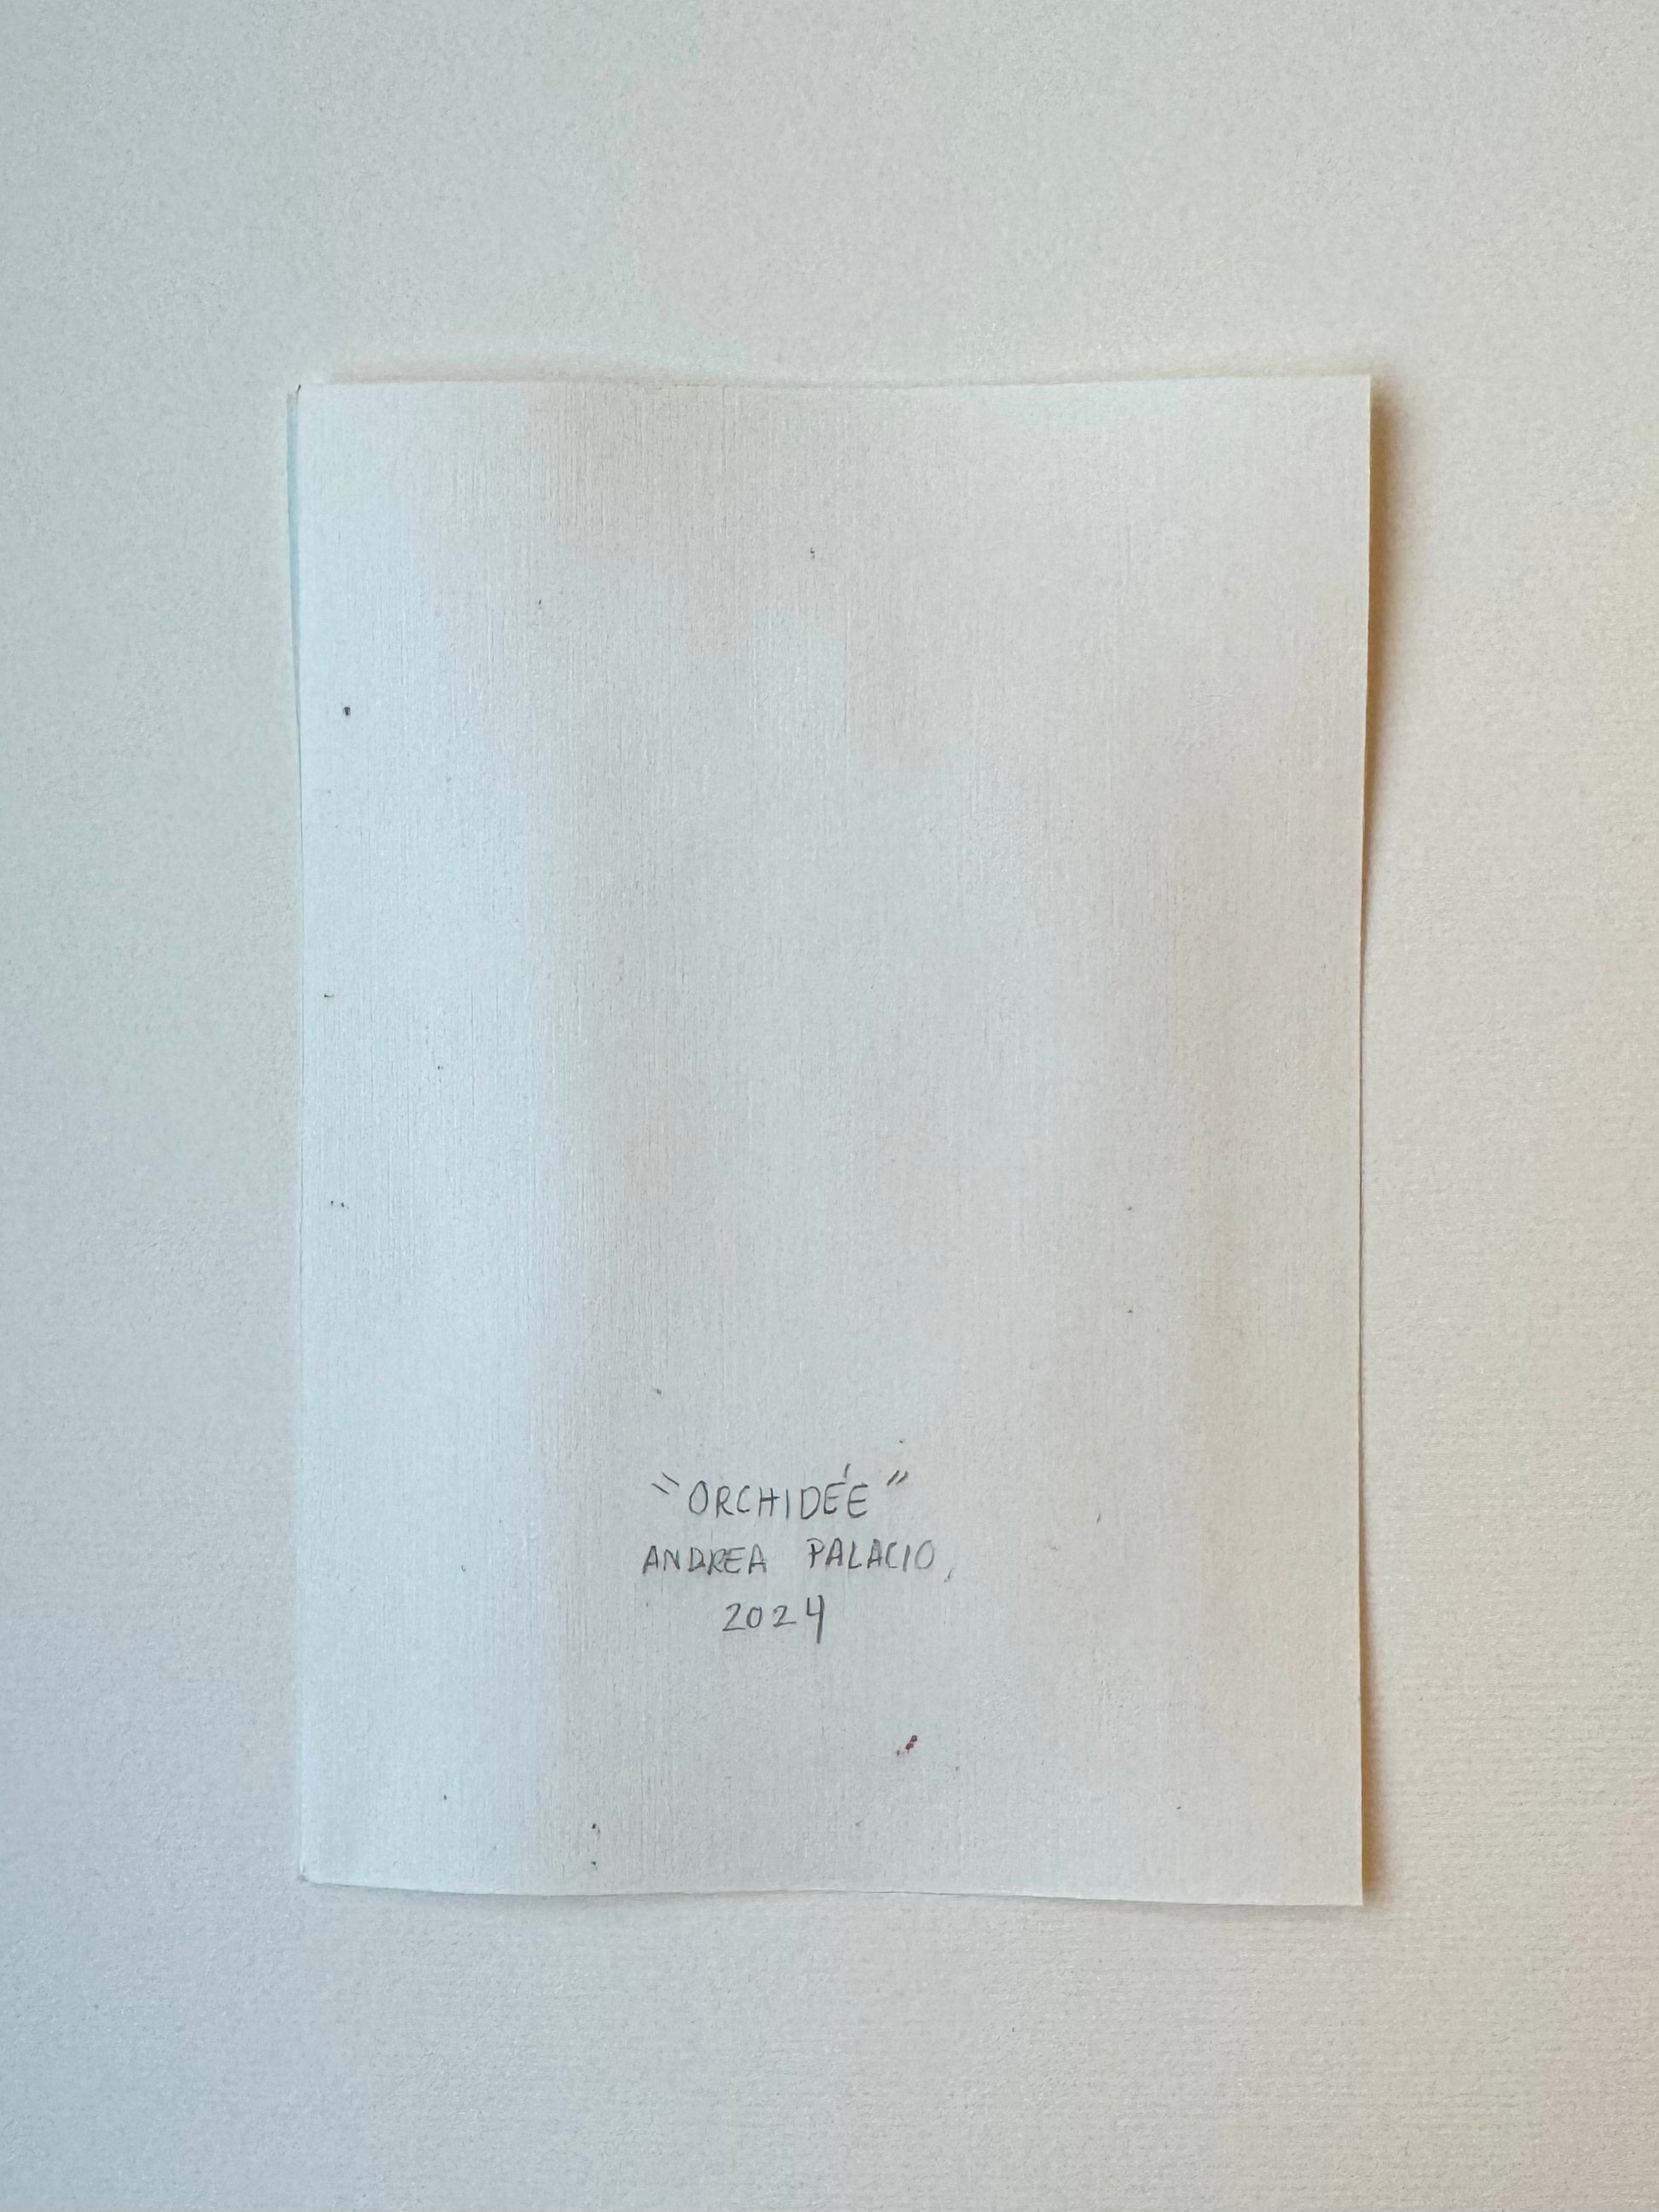 "ORCHIDÉE"
ANDREA PALACIO,
2024